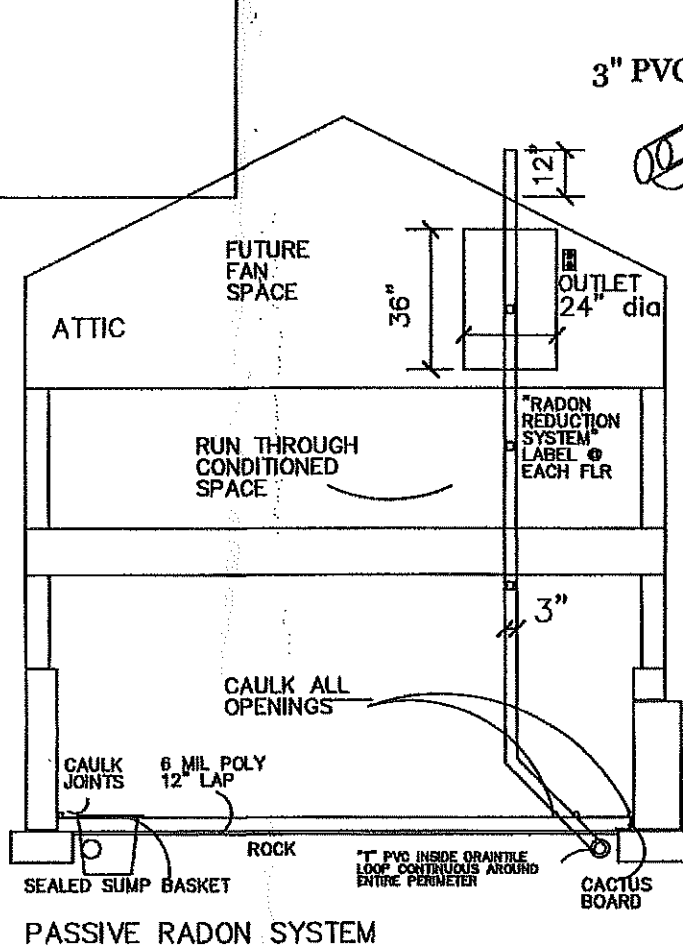 3" PVC
12"
FUTURE
FAN
SPACE
36"
OUTLET
24" dia
ATTIC
"RADON
REDUCTION
SYSTEM"
LABEL @
EACH FLR
RUN THROUGH
CONDITIONED
SPACE
3"
CAULK ALL
OPENINGS
CAULK
JOINTS
6 MIL POLY
12" LAP
ROCK
"T" PVC INSIDE DRAINTILE
LOOP CONTINUOUS AROUND
ENTIRE PERIMETER
SEALED SUMP BASKET
CACTUS
BOARD
PASSIVE RADON SYSTEM